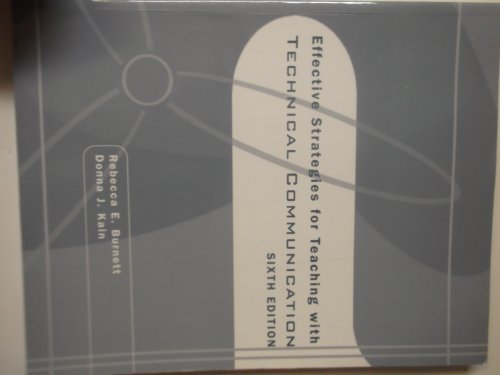 Effective Strategies for Teaching with
TECHNICAL COMMUNICATION
SIXTH EDITION
Rebecca E. Burnett
Donna J. Kain